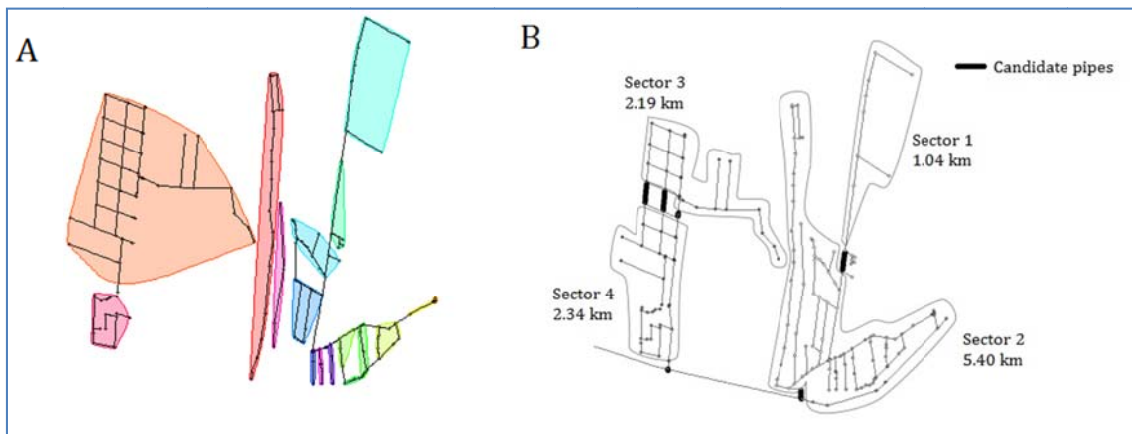 A
B
Candidate pipes
Sector 3
2.19 km
Sector 1
1.04 km
Sector 4
2.34 km
Sector 2
5.40 km